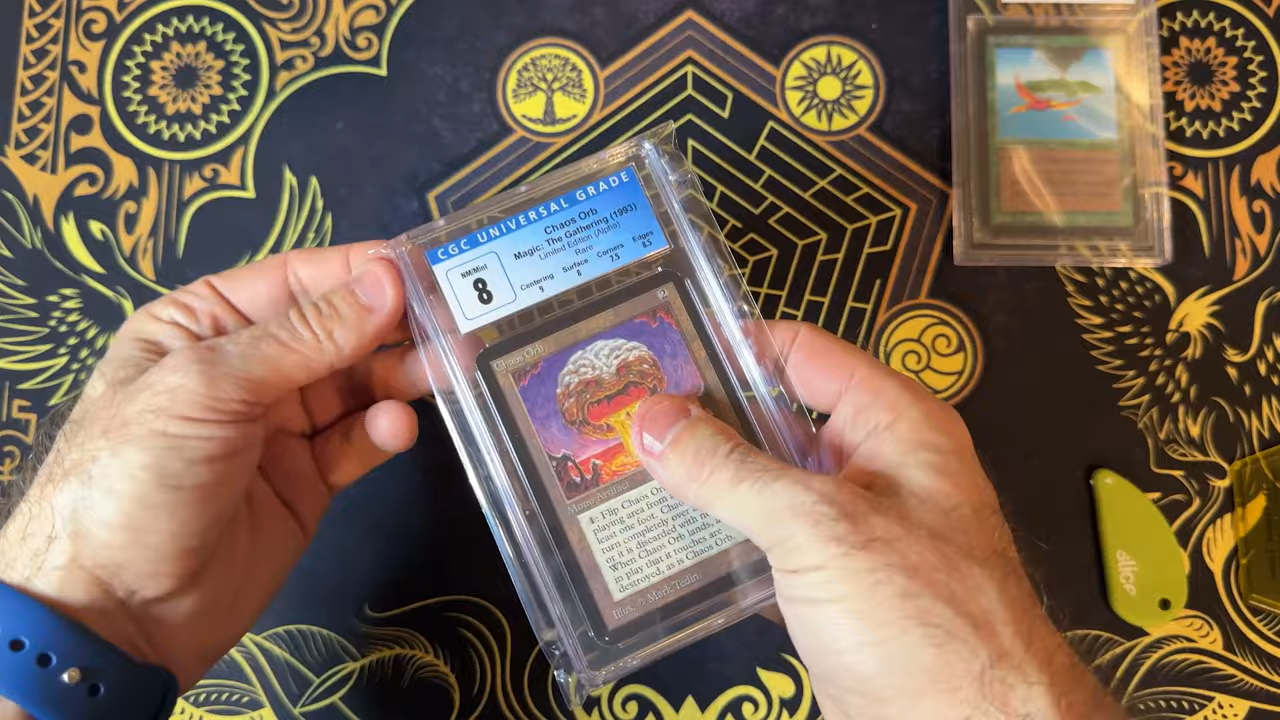 CGC UNIVERSAL GRADE
Chaos Orb
Magic: The Gathering (1993)
Limited Edition (Alpha)
Rare
NM/Mint
8
Centering Surface Corners Edges
9 8 7.5 8.5
Chaos Orb 2
Mono Artifact
1: Flip Chaos Or
playing area from
least one foot. Chao
turn completely over
or it is discarded with n
When Chaos Orb lands, a
in play that it touches are
destroyed, as is Chaos Orb.
Illus. © Mark Tedin
slice